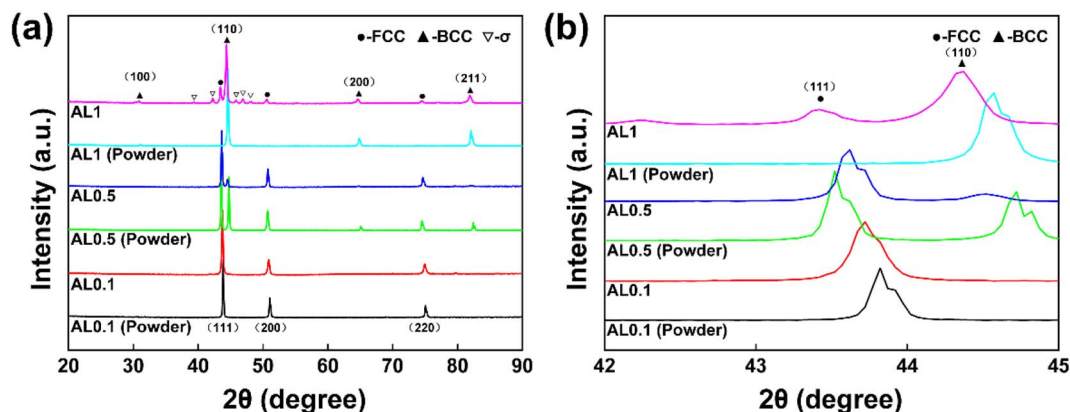 (a)
●-FCC ▲-BCC ▽-σ
(110)
(100)
(200)
(211)
AL1
AL1 (Powder)
AL0.5
AL0.5 (Powder)
AL0.1
AL0.1 (Powder)
(111)
(200)
(220)
20 30 40 50 60 70 80 90
2θ (degree)
Intensity (a.u.)
(b)
●-FCC ▲-BCC
(110)
(111)
AL1
AL1 (Powder)
AL0.5
AL0.5 (Powder)
AL0.1
AL0.1 (Powder)
42 43 44 45
2θ (degree)
Intensity (a.u.)